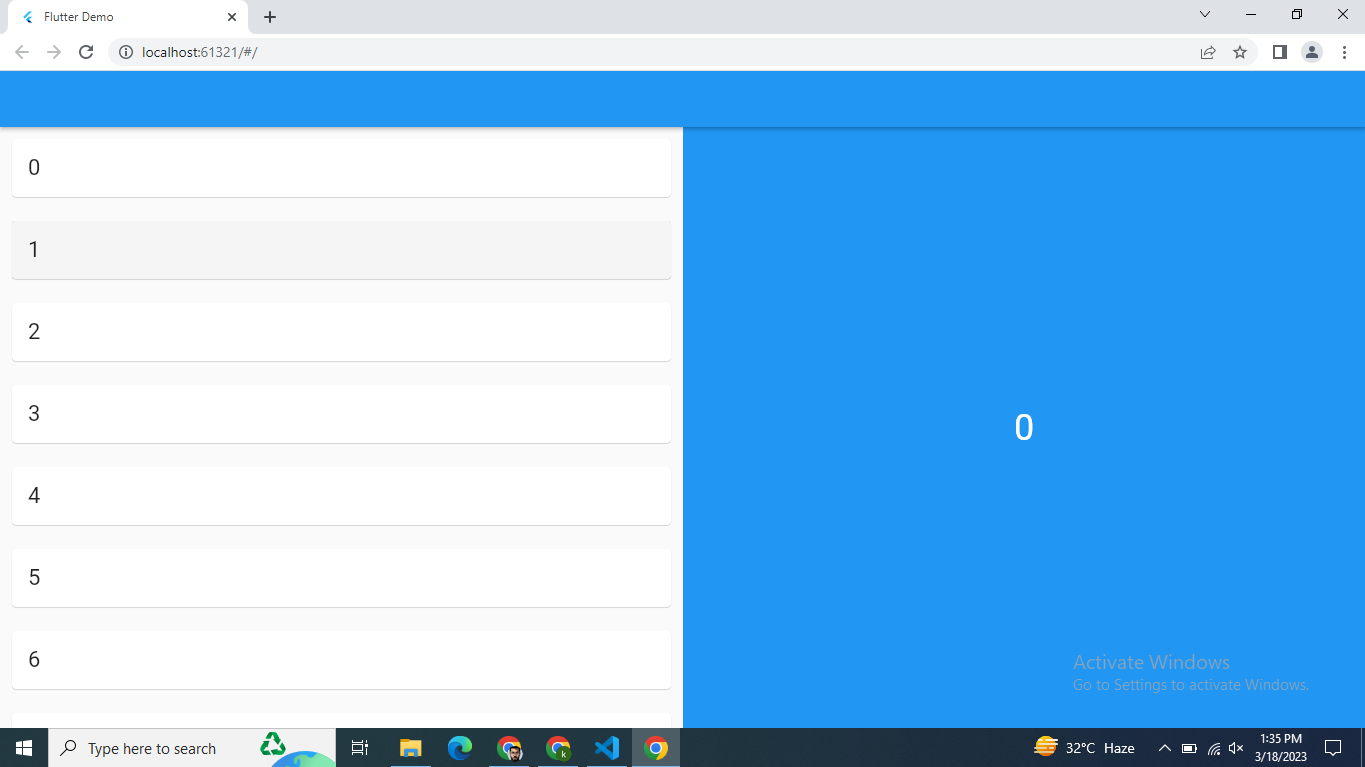 Flutter Demo
localhost:61321/#/
0
1
2
3
4
5
6
0
Activate Windows
Go to Settings to activate Windows.
Type here to search
k
32°C Haze
1:35 PM
3/18/2023